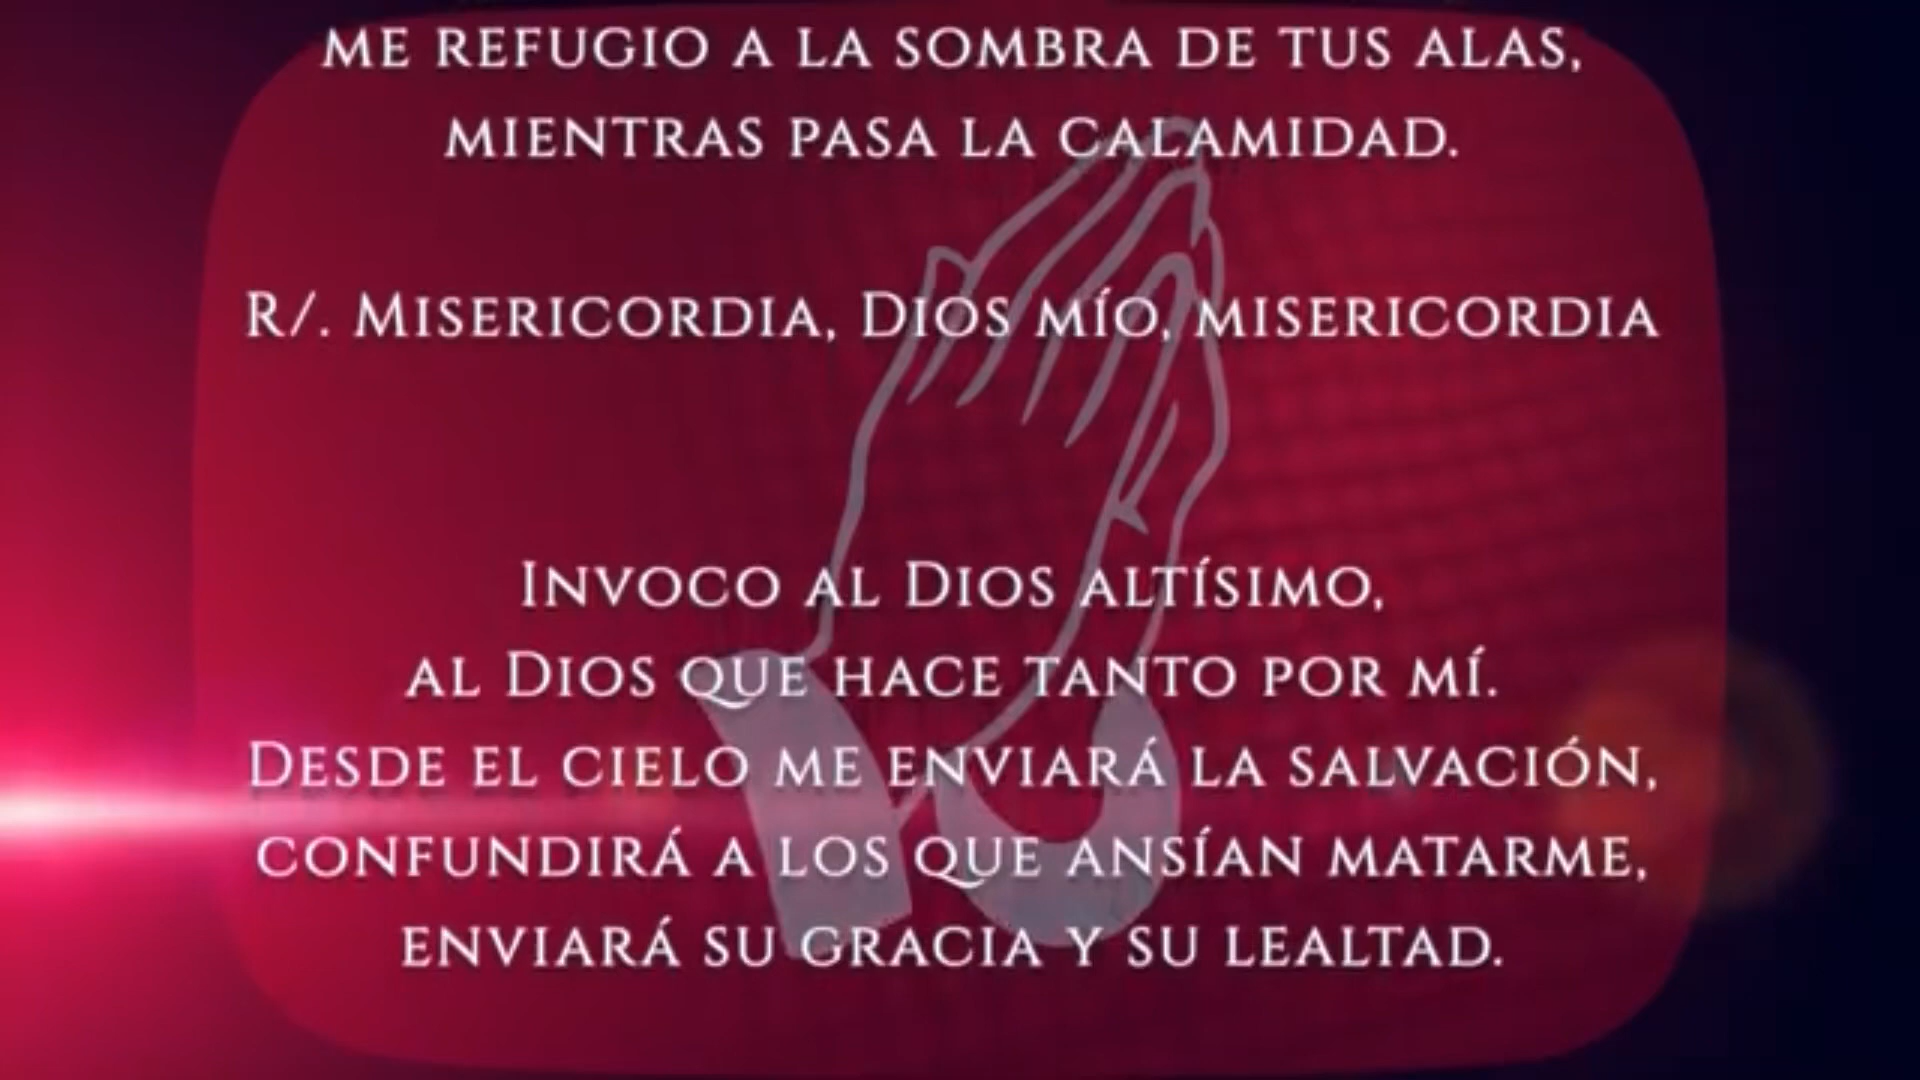 ME REFUGIO A LA SOMBRA DE TUS ALAS,
MIENTRAS PASA LA CALAMIDAD.
R/. MISERICORDIA, DIOS MÍO, MISERICORDIA
INVOCO AL DIOS ALTÍSIMO,
AL DIOS QUE HACE TANTO POR MÍ.
DESDE EL CIELO ME ENVIARÁ LA SALVACIÓN,
CONFUNDIRÁ A LOS QUE ANSÍAN MATARME,
ENVIARÁ SU GRACIA Y SU LEALTAD.